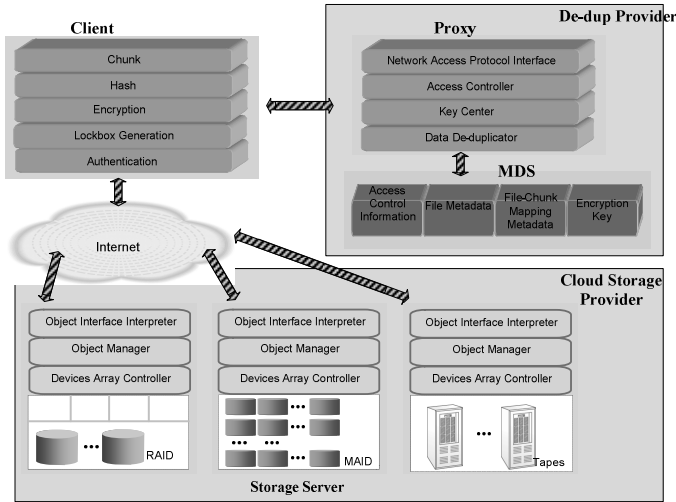 De-dup Provider
Client
Chunk
Hash
Encryption
Lockbox Generation
Authentication
Proxy
Network Access Protocol Interface
Access Controller
Key Center
Data De-duplicator
MDS
Access
Control
Information
File Metadata
File-Chunk
Mapping
Metadata
Encryption
Key
Internet
Cloud Storage
Provider
Object Interface Interpreter
Object Manager
Devices Array Controller
RAID
Object Interface Interpreter
Object Manager
Devices Array Controller
MAID
Object Interface Interpreter
Object Manager
Devices Array Controller
Tapes
Storage Server